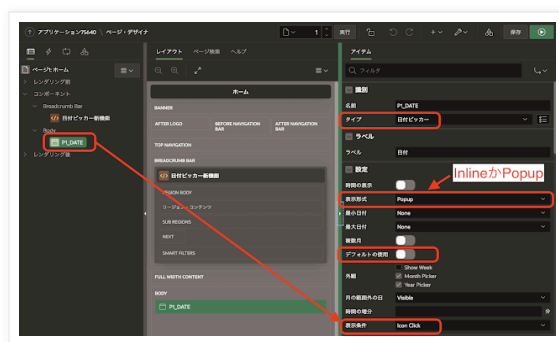 アプリケーション75640 \ ページ・デザイナ
1
実行
保存
レイアウト ページ検索 ヘルプ
アイテム
ページ1: ホーム
フィルタ
レンダリング前
コンポーネント
Breadcrumb Bar
日付ピッカー新機能
Body
P1_DATE
レンダリング後
ホーム
BANNER
AFTER LOGO
BEFORE NAVIGATION BAR
AFTER NAVIGATION BAR
TOP NAVIGATION
BREADCRUMB BAR
日付ピッカー新機能
REGION BODY
リージョン・コンテンツ
SUB REGIONS
NEXT
SMART FILTERS
FULL WIDTH CONTENT
BODY
P1_DATE
識別
名前 P1_DATE
タイプ 日付ピッカー
ラベル
ラベル 日付
設定
InlineかPopup
時間の表示
表示形式 Popup
最小日付 None
最大日付 None
複数月
デフォルトの使用
Show Week
外観 Month Picker
Year Picker
月の範囲外の日 Visible
時間の増分
表示条件 Icon Click